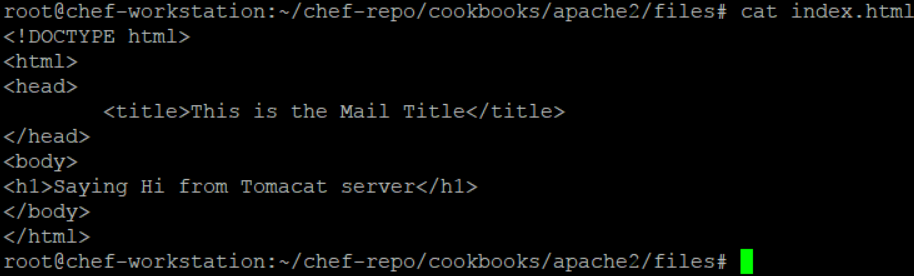 root@chef-workstation:~/chef-repo/cookbooks/apache2/files# cat index.html
<!DOCTYPE html>
<html>
<head>
        <title>This is the Mail Title</title>
</head>
<body>
<h1>Saying Hi from Tomacat server</h1>
</body>
</html>
root@chef-workstation:~/chef-repo/cookbooks/apache2/files#